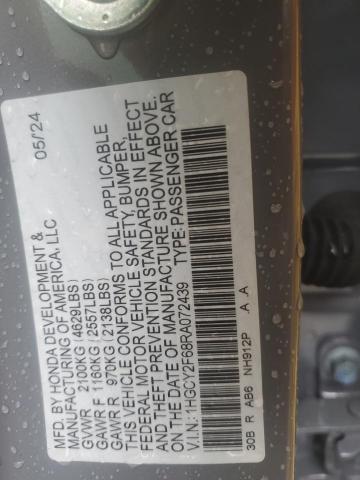 MFD. BY HONDA DEVELOPMENT & 05/24
MANUFACTURING OF AMERICA, LLC
GVWR 2100KG (4629LBS)
GAWR F 1160KG (2557LBS)
GAWR R 970KG (2138LBS)
THIS VEHICLE CONFORMS TO ALL APPLICABLE
FEDERAL MOTOR VEHICLE SAFETY, BUMPER,
AND THEFT PREVENTION STANDARDS IN EFFECT
ON THE DATE OF MANUFACTURE SHOWN ABOVE.
V.I.N.: 1HGCY2F68RA072439 TYPE:PASSENGER CAR
30B R AB6 NH912P .A .A